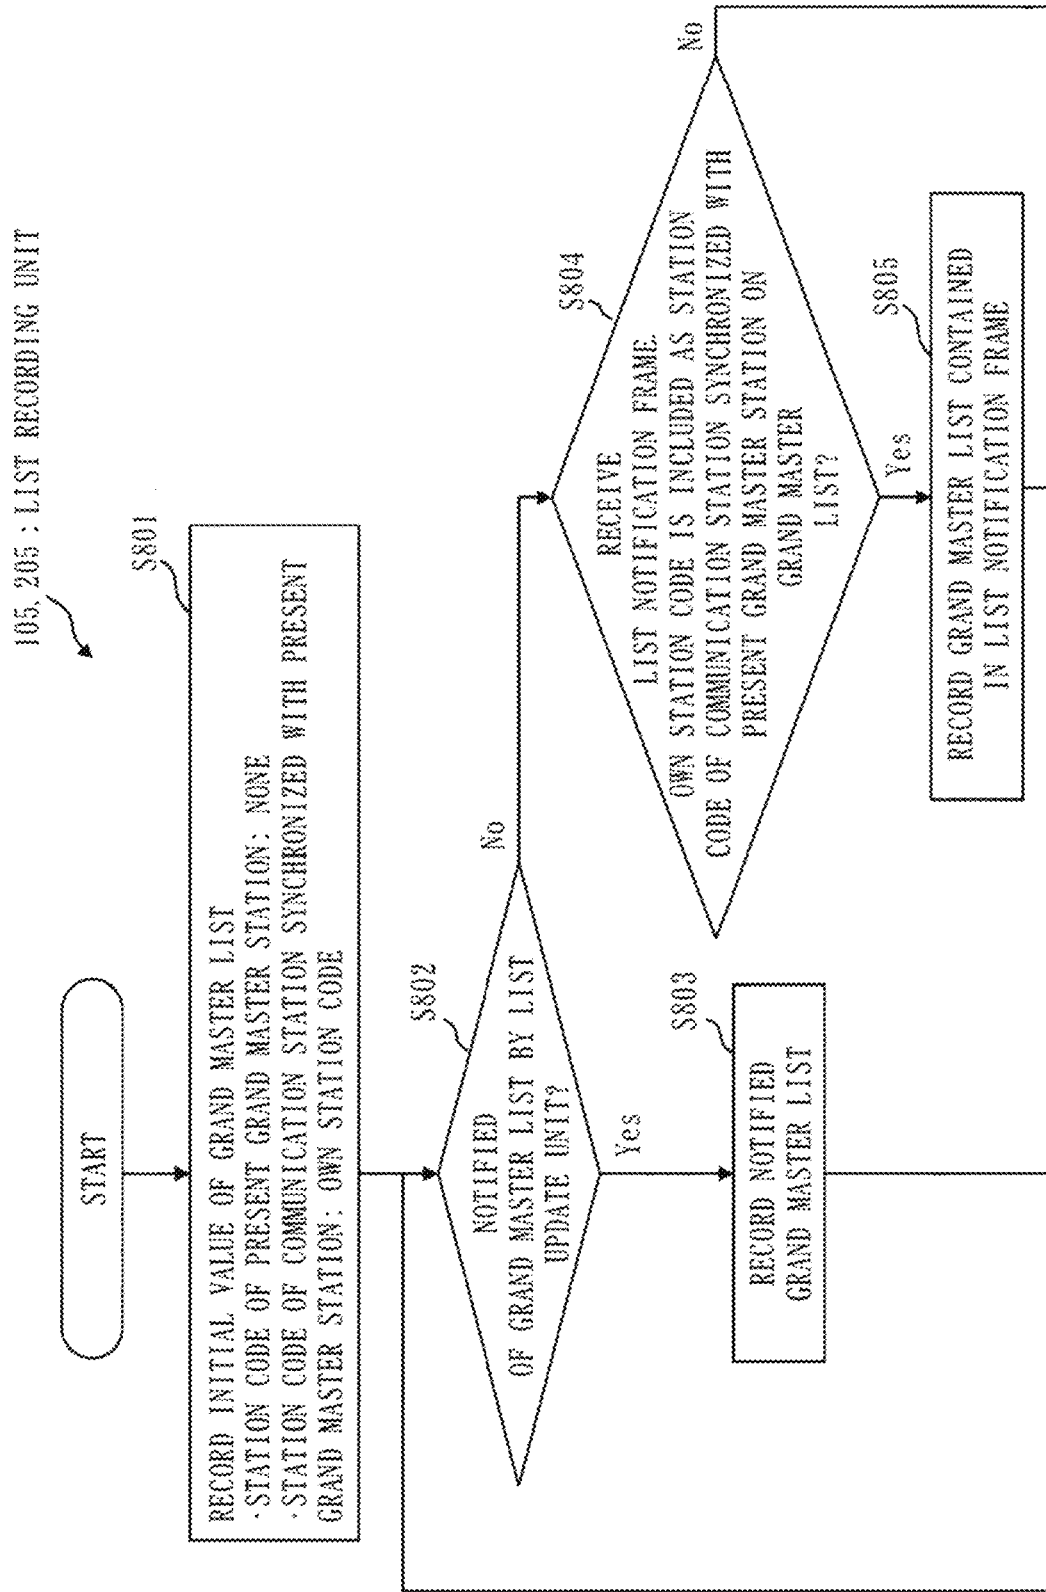 105, 205 : LIST RECORDING UNIT
START
S801
RECORD INITIAL VALUE OF GRAND MASTER LIST
·STATION CODE OF PRESENT GRAND MASTER STATION: NONE
·STATION CODE OF COMMUNICATION STATION SYNCHRONIZED WITH PRESENT
GRAND MASTER STATION: OWN STATION CODE
S802
NOTIFIED
OF GRAND MASTER LIST BY LIST
UPDATE UNIT?
No
Yes
S803
RECORD NOTIFIED
GRAND MASTER LIST
S804
RECEIVE
LIST NOTIFICATION FRAME.
OWN STATION CODE IS INCLUDED AS STATION
CODE OF COMMUNICATION STATION SYNCHRONIZED WITH
PRESENT GRAND MASTER STATION ON
GRAND MASTER
LIST?
No
Yes
S805
RECORD GRAND MASTER LIST CONTAINED
IN LIST NOTIFICATION FRAME